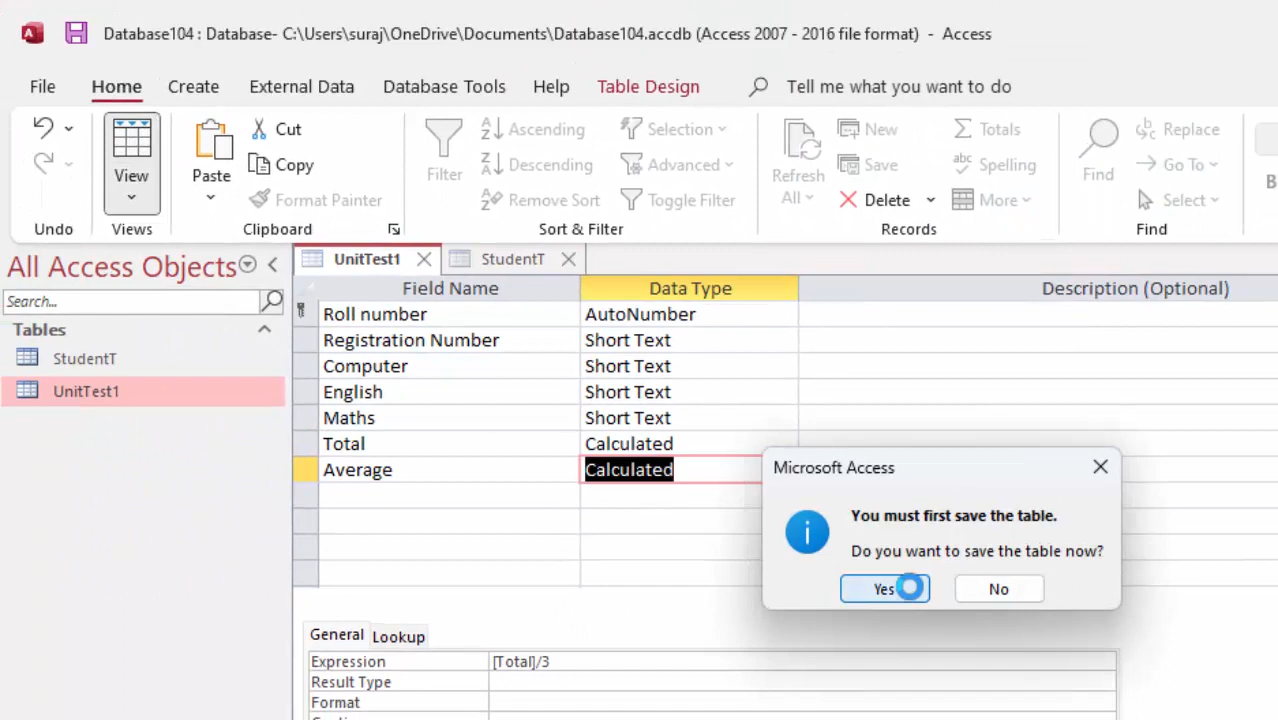 Database104 : Database- C:\Users\suraj\OneDrive\Documents\Database104.accdb (Access 2007 - 2016 file format) - Access
File Home Create External Data Database Tools Help Table Design Tell me what you want to do
View
Views
Undo
Paste
Cut
Copy
Format Painter
Clipboard
Filter
Ascending
Descending
Remove Sort
Selection
Advanced
Toggle Filter
Sort & Filter
Refresh
All
New
Save
Delete
Totals
Spelling
More
Records
Find
Replace
Go To
Select
Find
B
All Access Objects
Search...
Tables
StudentT
UnitTest1
UnitTest1 StudentT
Field Name Data Type Description (Optional)
Roll number AutoNumber
Registration Number Short Text
Computer Short Text
English Short Text
Maths Short Text
Total Calculated
Average Calculated
Microsoft Access
You must first save the table.
Do you want to save the table now?
Yes No
General Lookup
Expression [Total]/3
Result Type
Format